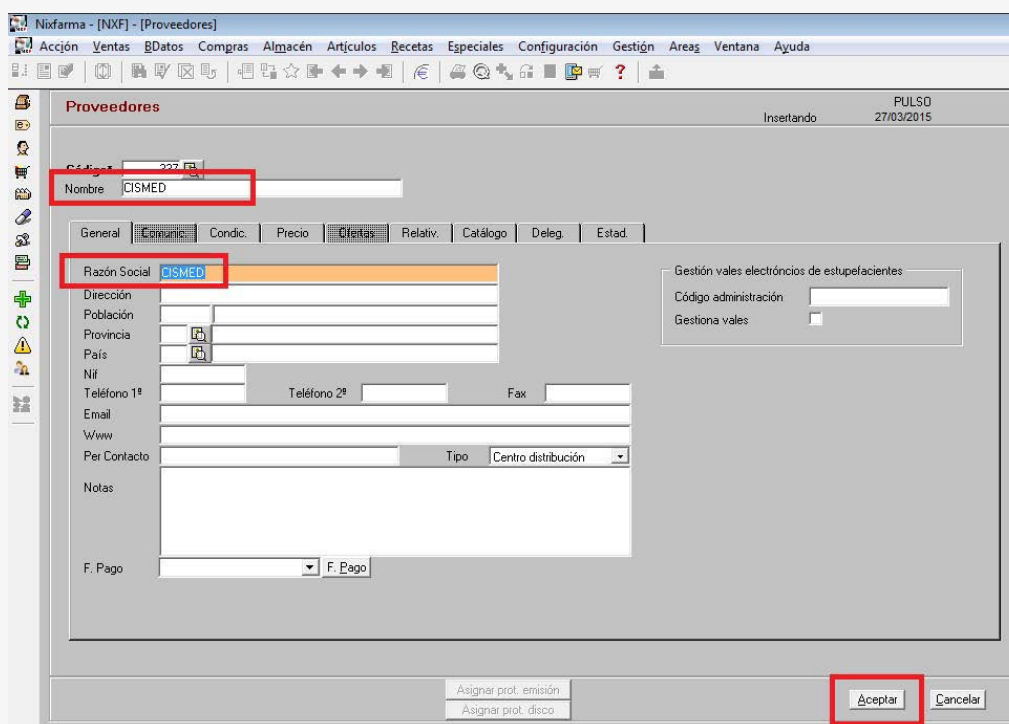 Nixfarma - [NXF] - [Proveedores]
Acción Ventas BDatos Compras Almacén Artículos Recetas Especiales Configuración Gestión Areas Ventana Ayuda
Proveedores
PULSO
Insertando 27/03/2015
Código* 227
Nombre CISMED
General Comunic. Condic. Precio Ofertas Relativ. Catálogo Deleg. Estad.
Razón Social CISMED
Gestión vales electróncios de estupefacientes
Dirección
Código administración
Población
Gestiona vales
Provincia
País
Nif
Teléfono 1º Teléfono 2º Fax
Email
Www
Per Contacto Tipo Centro distribución
Notas
F. Pago F. Pago
Asignar prot. emisión
Asignar prot. disco
Aceptar Cancelar